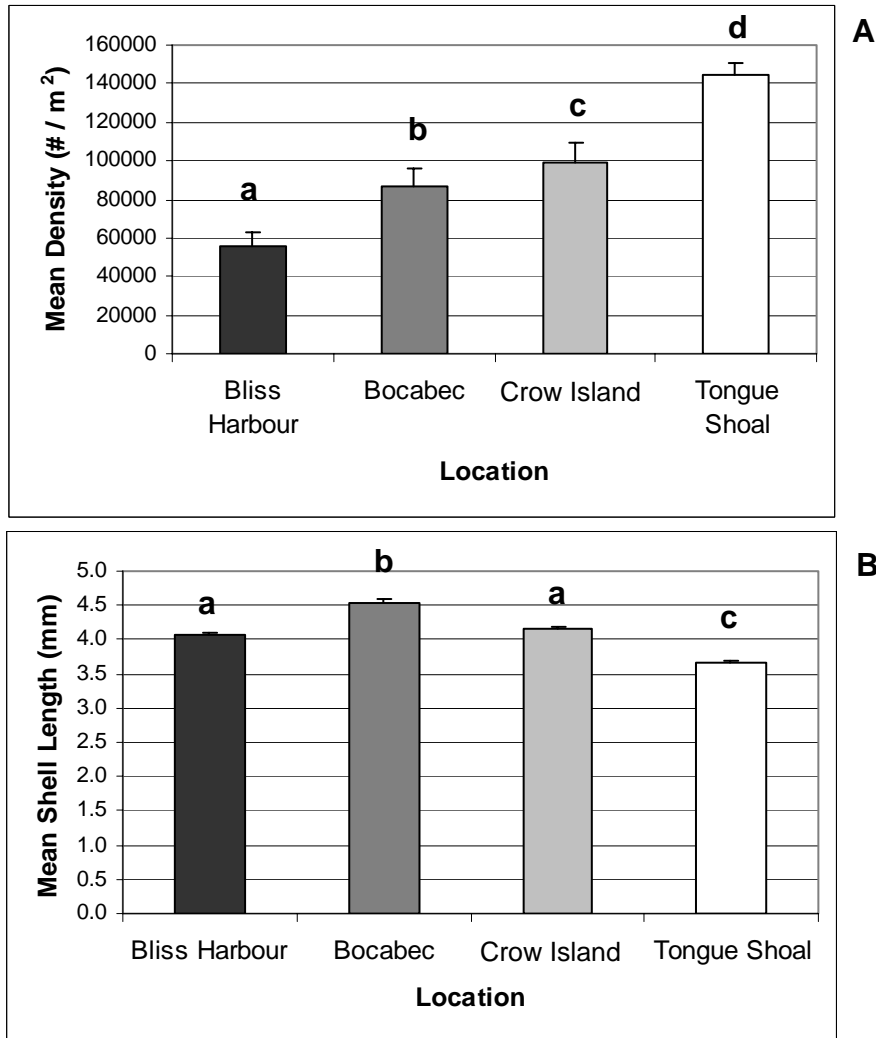 A
160000
140000
120000
100000
80000
60000
40000
20000
0
Mean Density (# / m 2)
a
b
c
d
Bliss Harbour
Bocabec
Crow Island
Tongue Shoal
Location
B
5.0
4.5
4.0
3.5
3.0
2.5
2.0
1.5
1.0
0.5
0.0
Mean Shell Length (mm)
a
b
a
c
Bliss Harbour
Bocabec
Crow Island
Tongue Shoal
Location